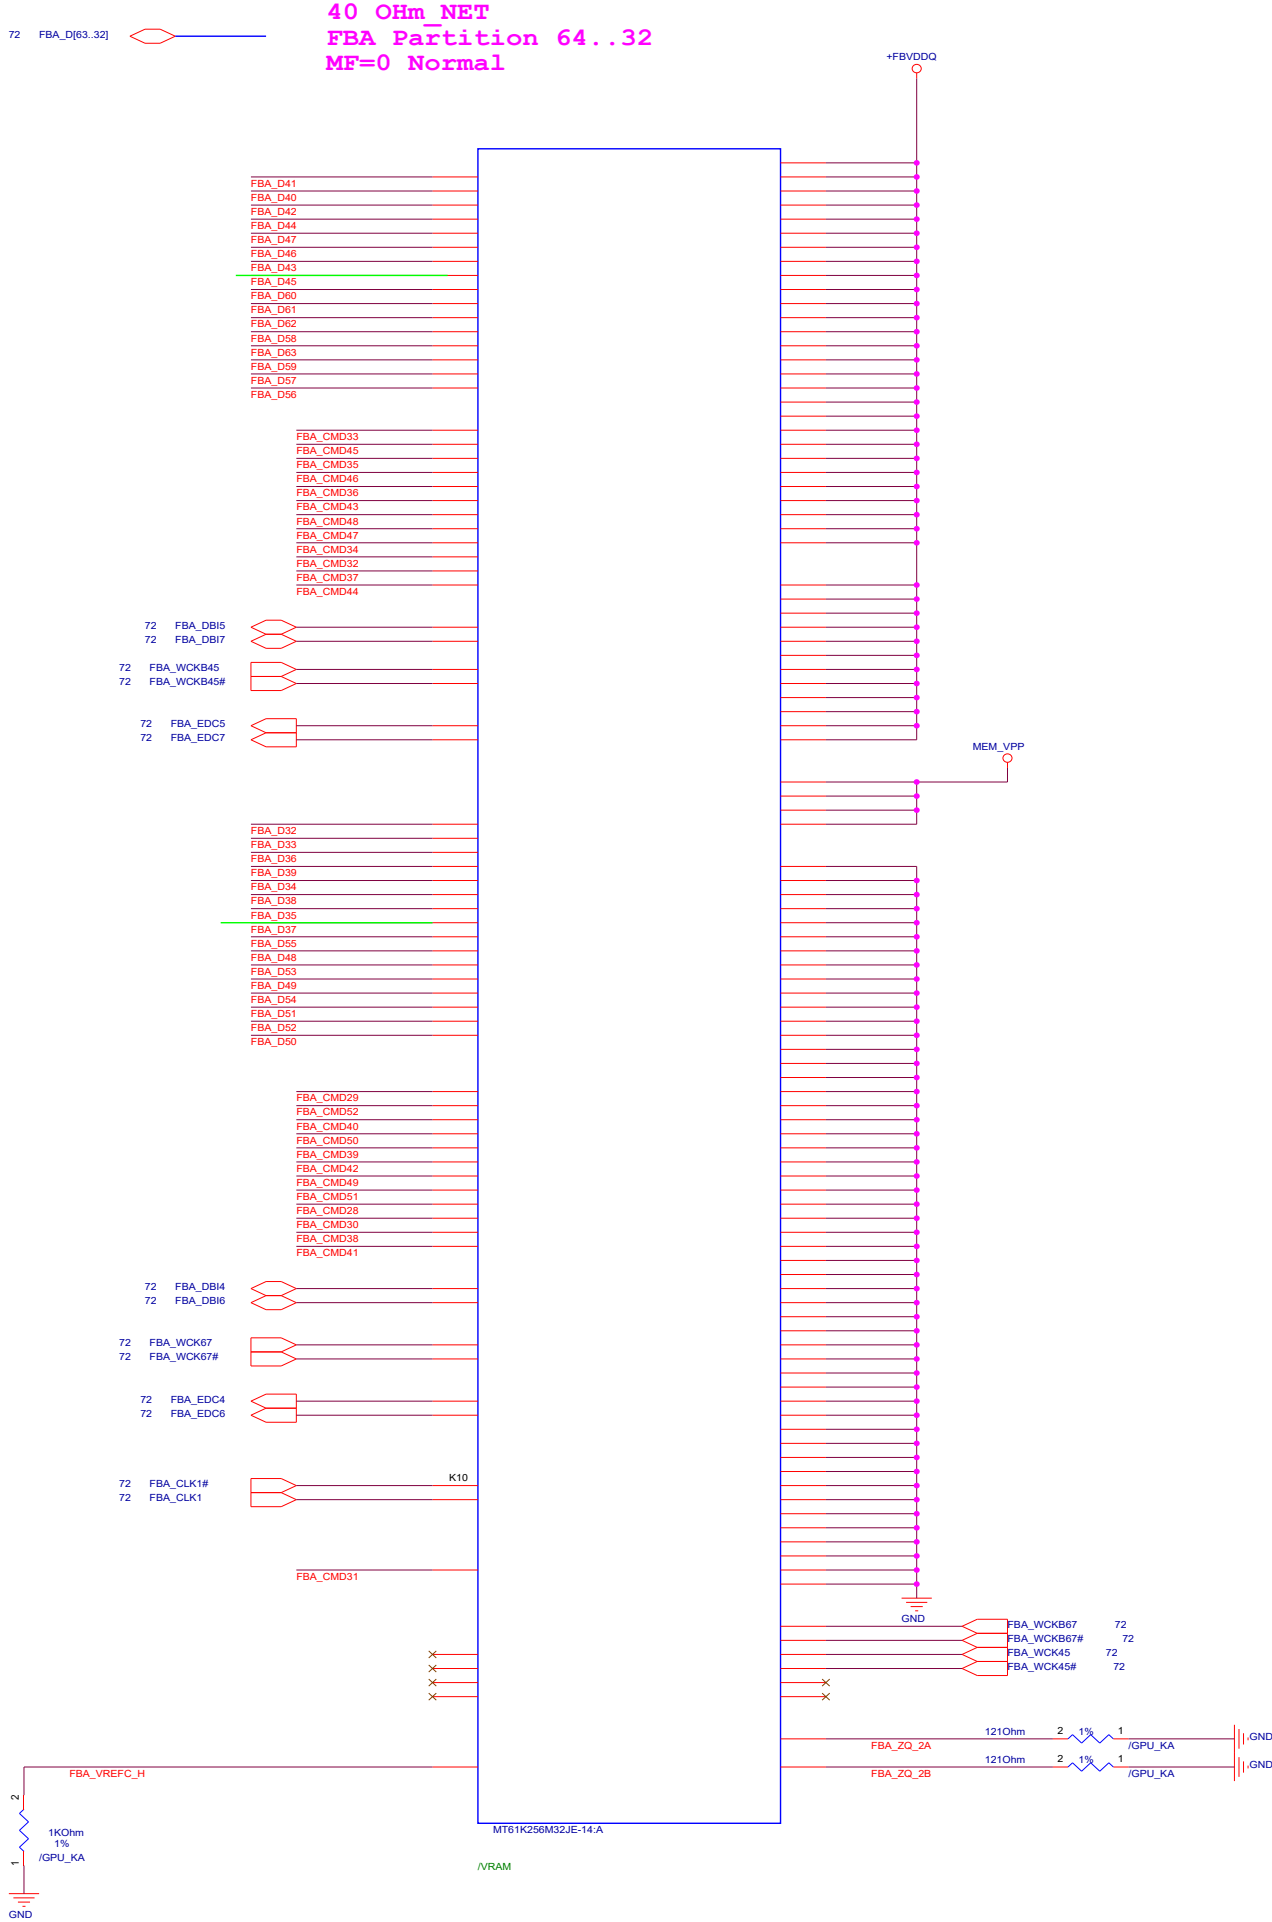 40 OHm_NET
FBA Partition 64..32
MF=0 Normal
72 FBA_D[63..32]
+FBVDDQ
FBA_D41
FBA_D40
FBA_D42
FBA_D44
FBA_D47
FBA_D46
FBA_D43
FBA_D45
FBA_D60
FBA_D61
FBA_D62
FBA_D58
FBA_D63
FBA_D59
FBA_D57
FBA_D56
FBA_CMD33
FBA_CMD45
FBA_CMD35
FBA_CMD46
FBA_CMD36
FBA_CMD43
FBA_CMD48
FBA_CMD47
FBA_CMD34
FBA_CMD32
FBA_CMD37
FBA_CMD44
72 FBA_DBI5
72 FBA_DBI7
72 FBA_WCKB45
72 FBA_WCKB45#
72 FBA_EDC5
72 FBA_EDC7
MEM_VPP
FBA_D32
FBA_D33
FBA_D36
FBA_D39
FBA_D34
FBA_D38
FBA_D35
FBA_D37
FBA_D55
FBA_D48
FBA_D53
FBA_D49
FBA_D54
FBA_D51
FBA_D52
FBA_D50
FBA_CMD29
FBA_CMD52
FBA_CMD40
FBA_CMD50
FBA_CMD39
FBA_CMD42
FBA_CMD49
FBA_CMD51
FBA_CMD28
FBA_CMD30
FBA_CMD38
FBA_CMD41
72 FBA_DBI4
72 FBA_DBI6
72 FBA_WCK67
72 FBA_WCK67#
72 FBA_EDC4
72 FBA_EDC6
K10
72 FBA_CLK1#
72 FBA_CLK1
FBA_CMD31
GND
FBA_WCKB67 72
FBA_WCKB67# 72
FBA_WCK45 72
FBA_WCK45# 72
121Ohm 2 1% 1
FBA_ZQ_2A /GPU_KA GND
121Ohm 2 1% 1
FBA_ZQ_2B /GPU_KA GND
FBA_VREFC_H
2
1KOhm
1%
/GPU_KA
1
GND
MT61K256M32JE-14:A
/VRAM